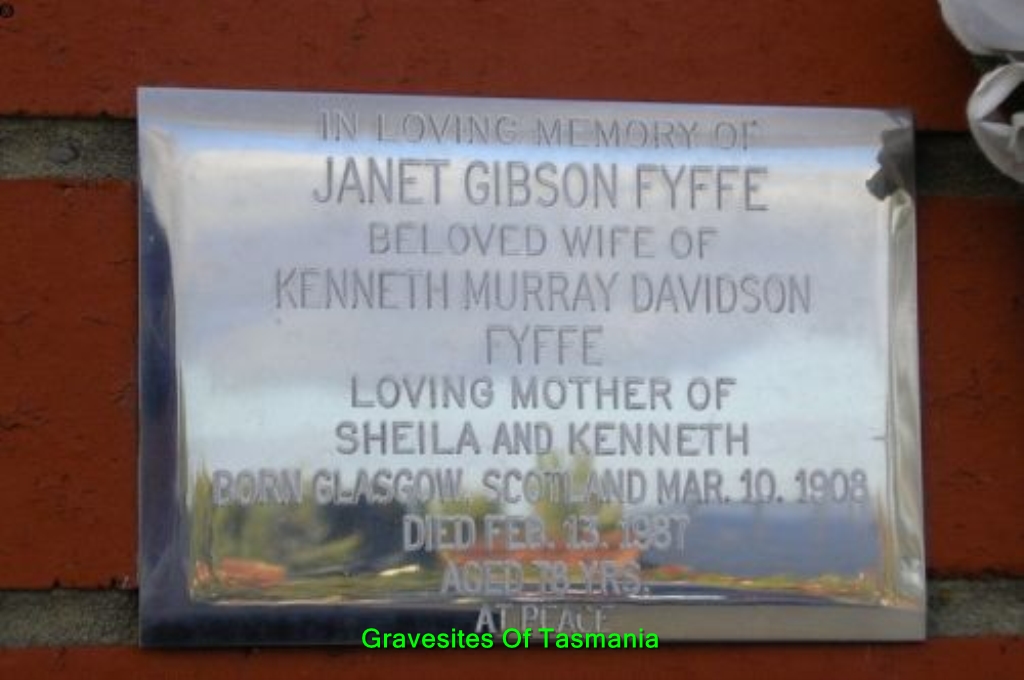 IN LOVING MEMORY OF
JANET GIBSON FYFFE
BELOVED WIFE OF
KENNETH MURRAY DAVIDSON
FYFFE
LOVING MOTHER OF
SHEILA AND KENNETH
BORN GLASGOW, SCOTLAND MAR. 10. 1908
DIED FEB. 13. 1987
AGED 78 YRS.
AT PEACE
Gravesites Of Tasmania